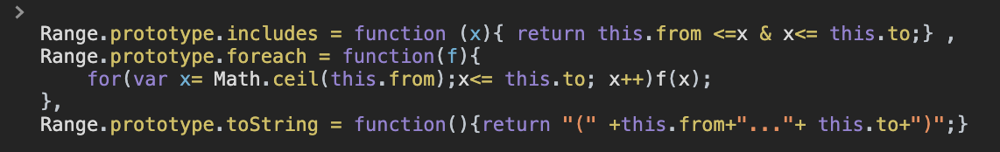 >
Range.prototype.includes = function (x){ return this.from <=x & x<= this.to;} ,
Range.prototype.foreach = function(f){
    for(var x= Math.ceil(this.from);x<= this.to; x++)f(x);
},
Range.prototype.toString = function(){return "(" +this.from+"..."+ this.to+")";}